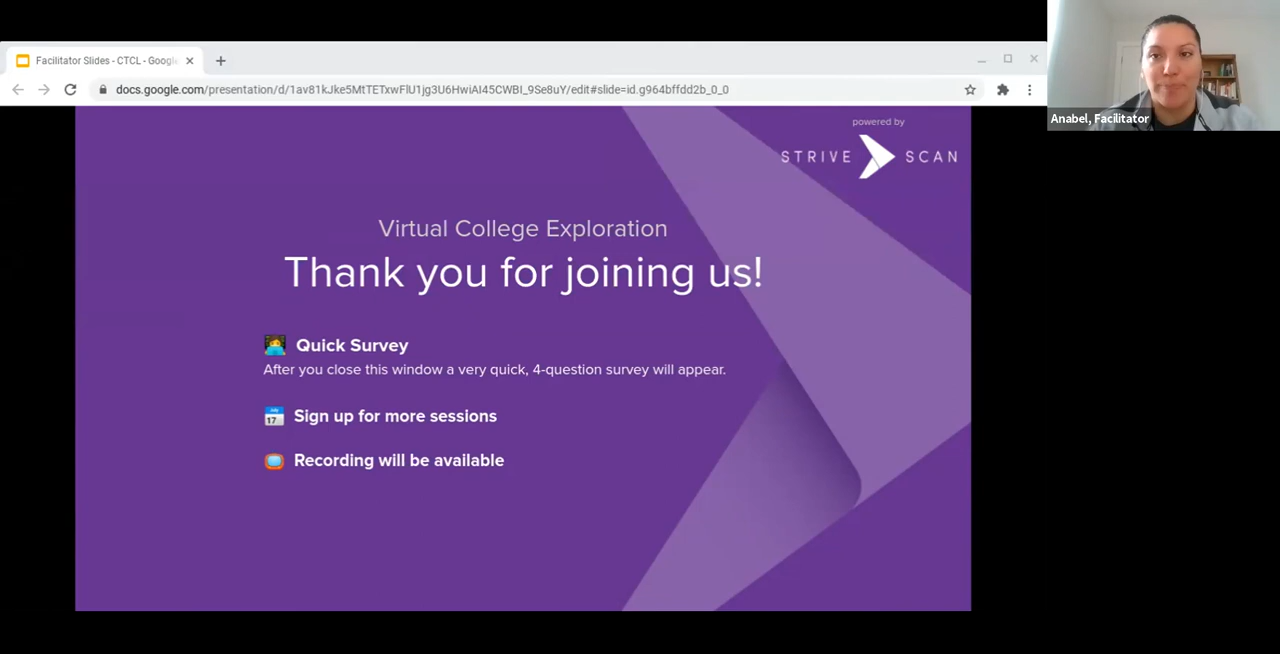 Facilitator Slides - CTCL - Google
docs.google.com/presentation/d/1av81kJke5MtTETxwFlU1jg3U6HwiAI45CWBI_9Se8uY/edit#slide=id.g964bffdd2b_0_0
Anabel, Facilitator
powered by
STRIVE SCAN
Virtual College Exploration
Thank you for joining us!
Quick Survey
After you close this window a very quick, 4-question survey will appear.
July
17
Sign up for more sessions
Recording will be available